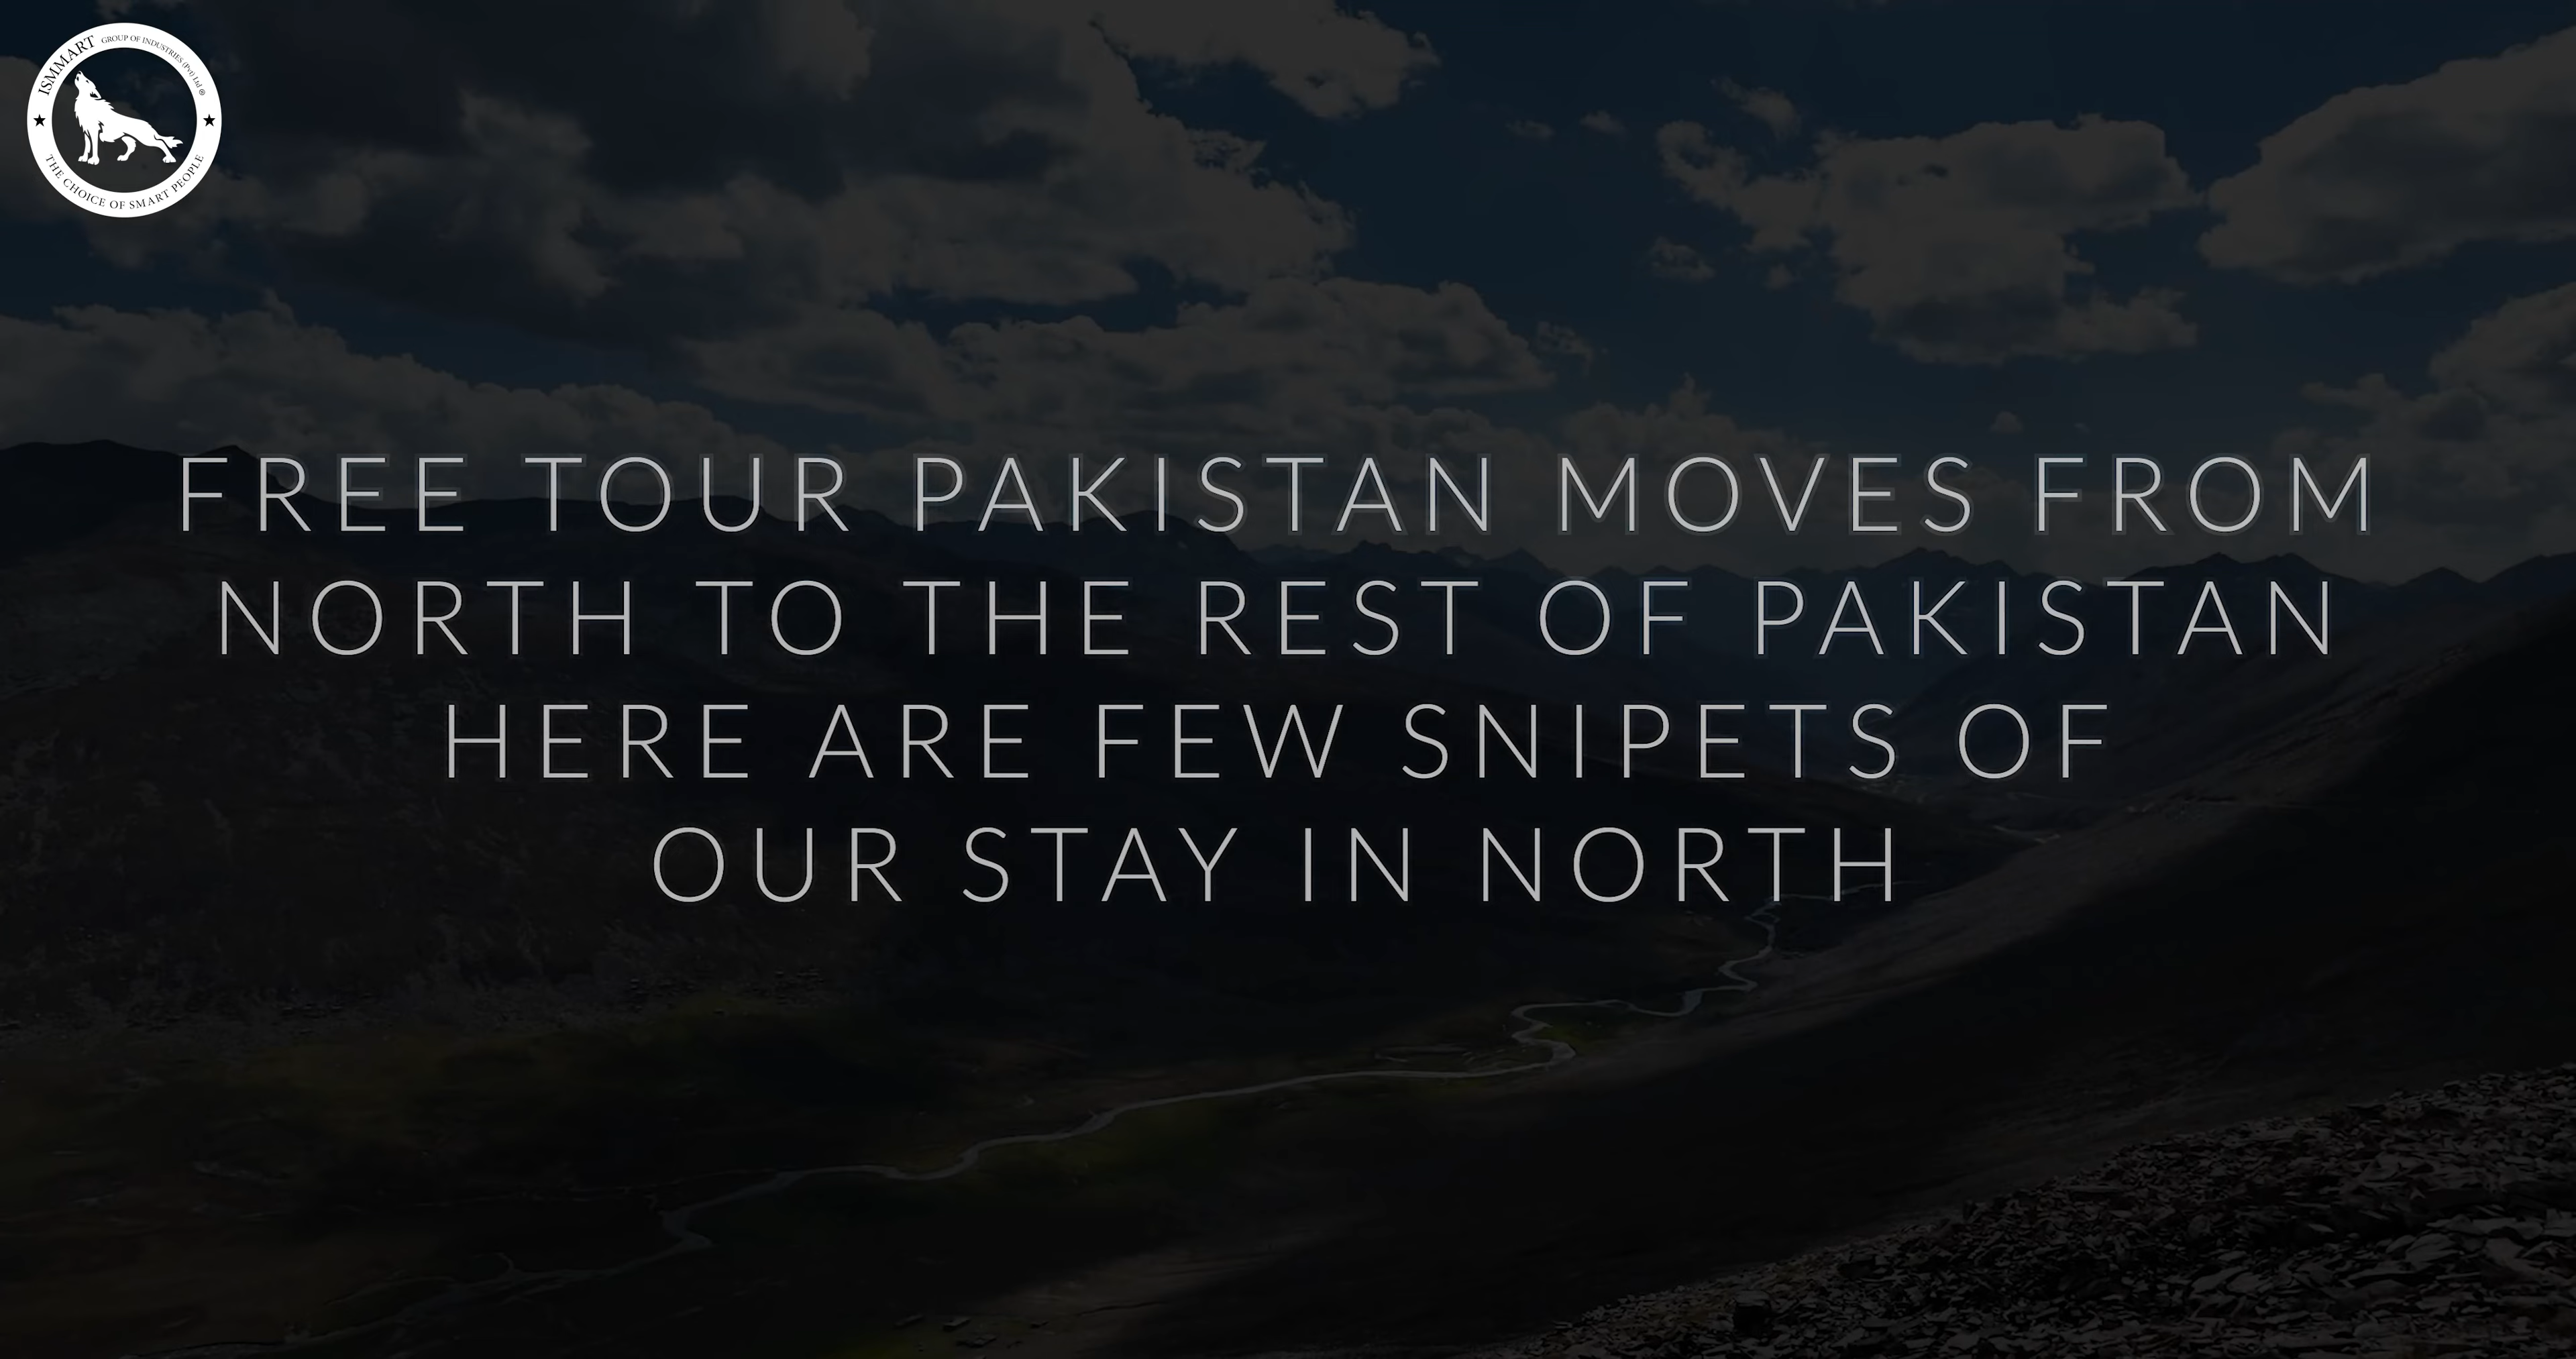 ISMMART GROUP OF INDUSTRIES (Pvt) Ltd ®
THE CHOICE OF SMART PEOPLE
FREE TOUR PAKISTAN MOVES FROM
NORTH TO THE REST OF PAKISTAN
HERE ARE FEW SNIPETS OF
OUR STAY IN NORTH